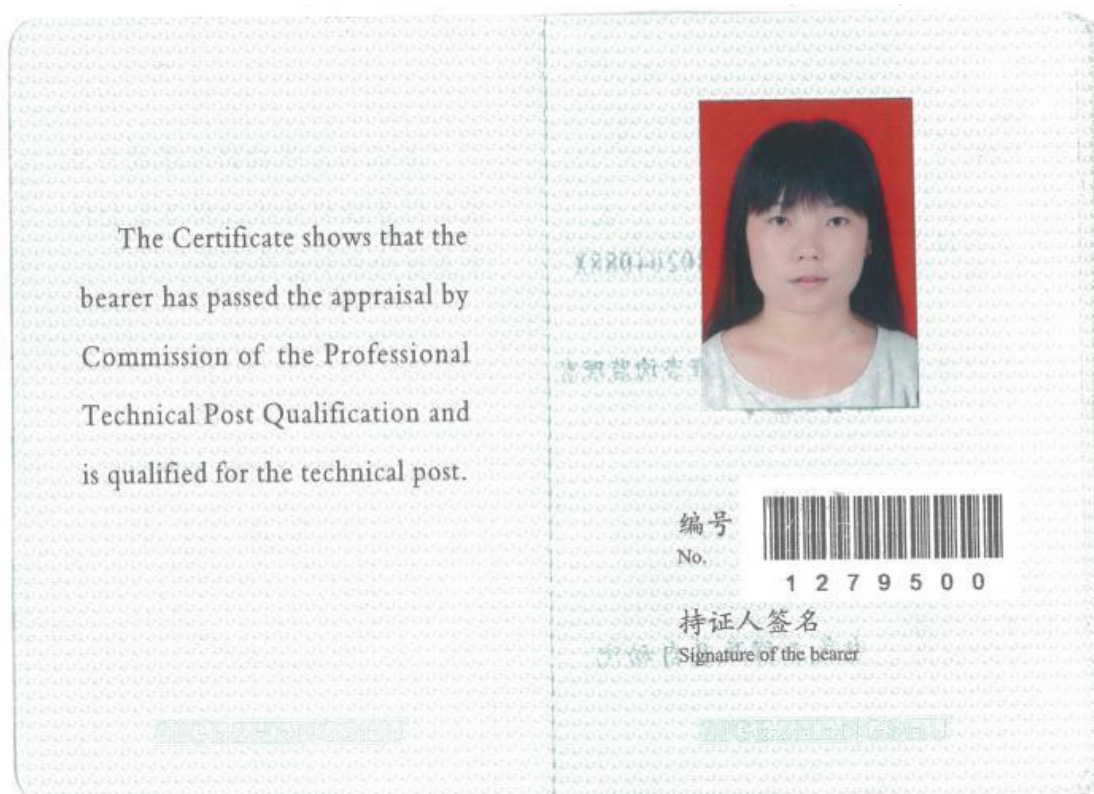 The Certificate shows that the
bearer has passed the appraisal by
Commission of the Professional
Technical Post Qualification and
is qualified for the technical post.
编号
No.
1279500
持证人签名
Signature of the bearer
ZIGEZHENGSHU
ZIGEZHENGSHU